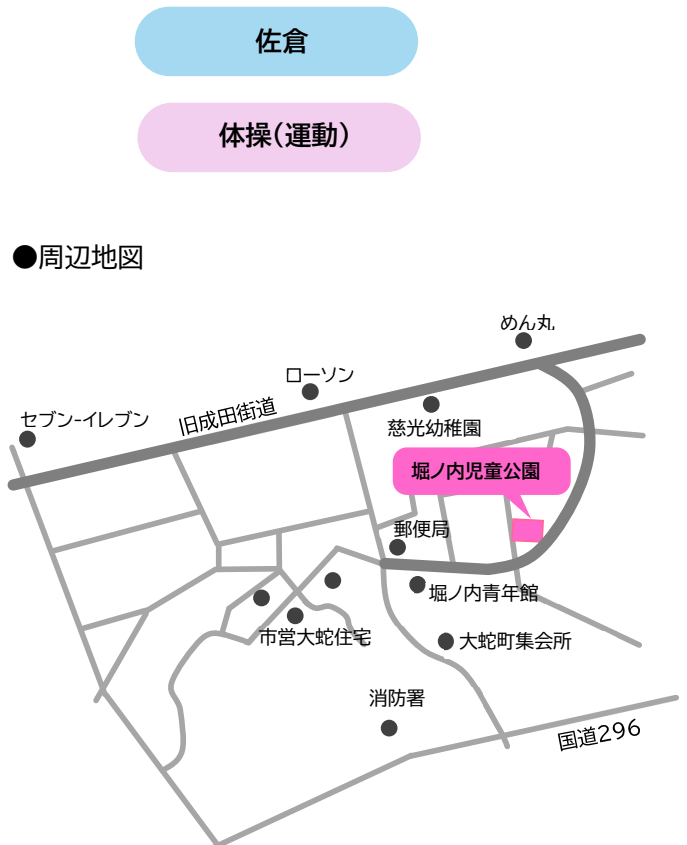 佐倉
体操(運動)
●周辺地図
めん丸
ローソン
セブン-イレブン
旧成田街道
慈光幼稚園
堀ノ内児童公園
郵便局
堀ノ内青年館
市営大蛇住宅
大蛇町集会所
消防署
国道296